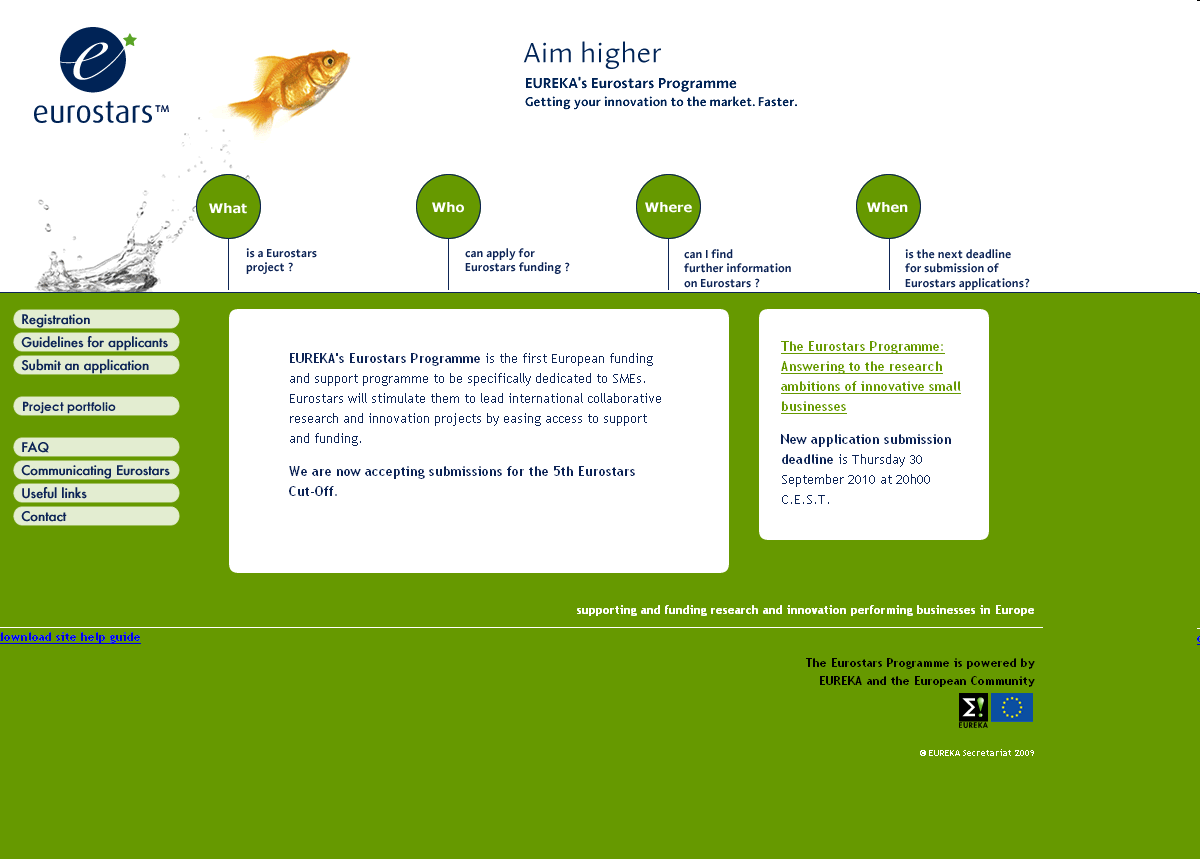 Aim higher
EUREKA's Eurostars Programme
Getting your innovation to the market. Faster.
e
eurostars™
What
Who
Where
When
is a Eurostars
project ?
can apply for
Eurostars funding ?
can I find
further information
on Eurostars ?
is the next deadline
for submission of
Eurostars applications?
Registration
Guidelines for applicants
Submit an application
Project portfolio
FAQ
Communicating Eurostars
Useful links
Contact
EUREKA's Eurostars Programme is the first European funding
and support programme to be specifically dedicated to SMEs.
Eurostars will stimulate them to lead international collaborative
research and innovation projects by easing access to support
and funding.
We are now accepting submissions for the 5th Eurostars
Cut-Off.
The Eurostars Programme:
Answering to the research
ambitions of innovative small
businesses
New application submission
deadline is Thursday 30
September 2010 at 20h00
C.E.S.T.
supporting and funding research and innovation performing businesses in Europe
download site help guide
The Eurostars Programme is powered by
EUREKA and the European Community
Σ!
EUREKA
© EUREKA Secretariat 2009